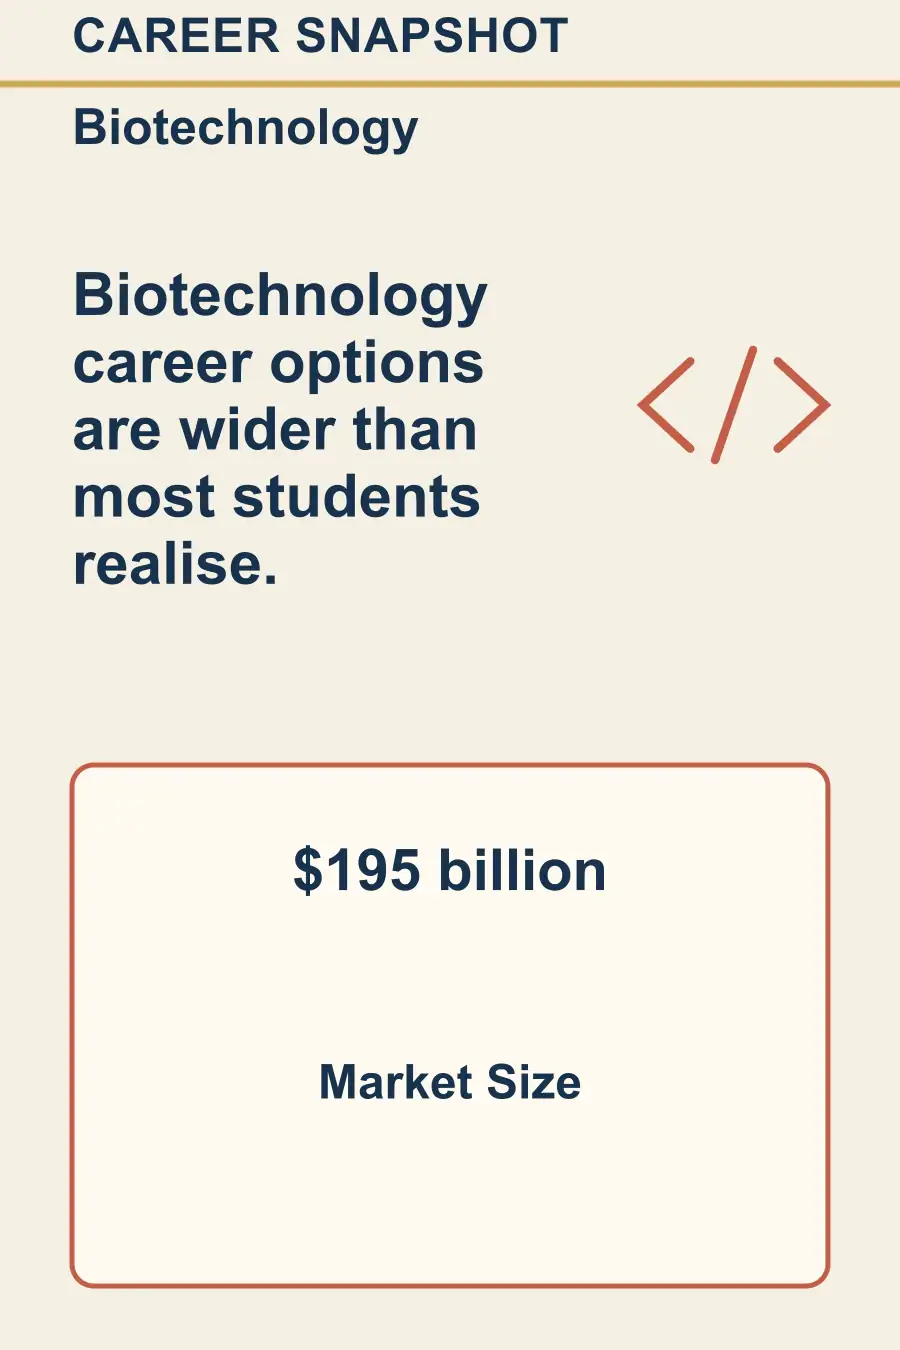 CAREER SNAPSHOT
Biotechnology
Biotechnology
career options
are wider than
most students
realise.
$195 billion
Market Size